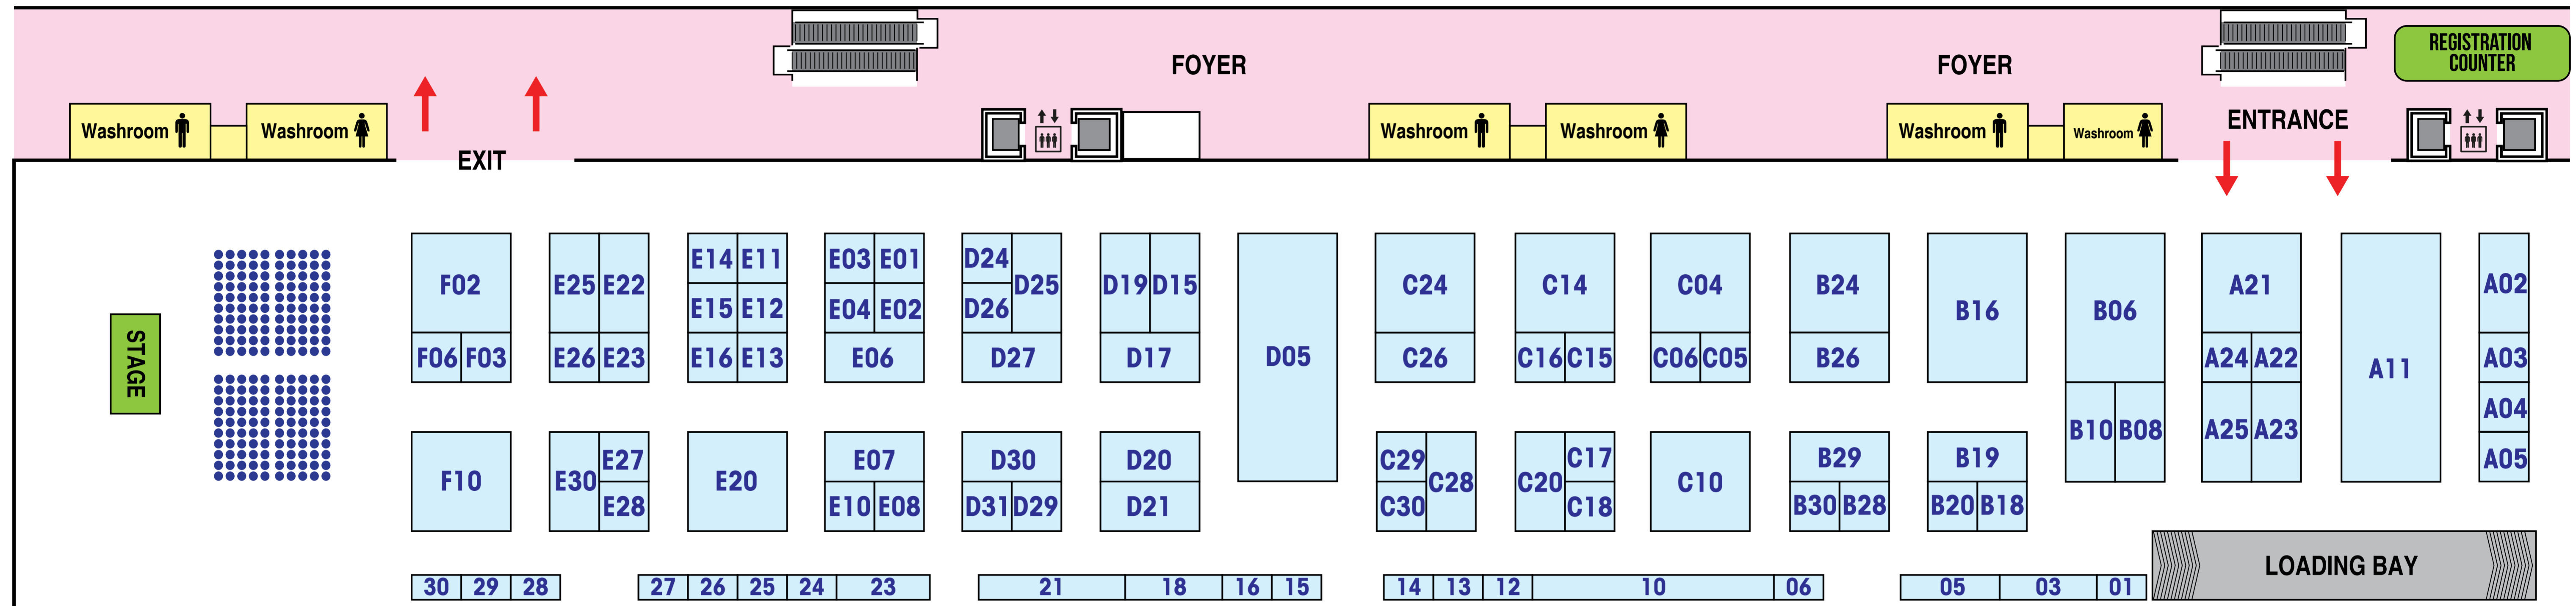 REGISTRATION
COUNTER
FOYER
FOYER
ENTRANCE
Washroom
Washroom
Washroom
Washroom
Washroom
Washroom
EXIT
STAGE
F02
F06 F03
F10
E25 E22
E26 E23
E30 E27
E28
E14 E11
E15 E12
E16 E13
E20
E03 E01
E04 E02
E06
E07
E10 E08
D24 D25
D26
D27
D30
D31 D29
D19 D15
D17
D20
D21
D05
C24
C26
C29 C28
C30
C14
C16 C15
C20 C17
C18
C04
C06 C05
C10
B24
B26
B29
B30 B28
B16
B19
B20 B18
B06
B10 B08
A21
A24 A22
A25 A23
A11
A02
A03
A04
A05
30 29 28
27 26 25 24 23
21 18 16 15
14 13 12 10 06
05 03 01
LOADING BAY